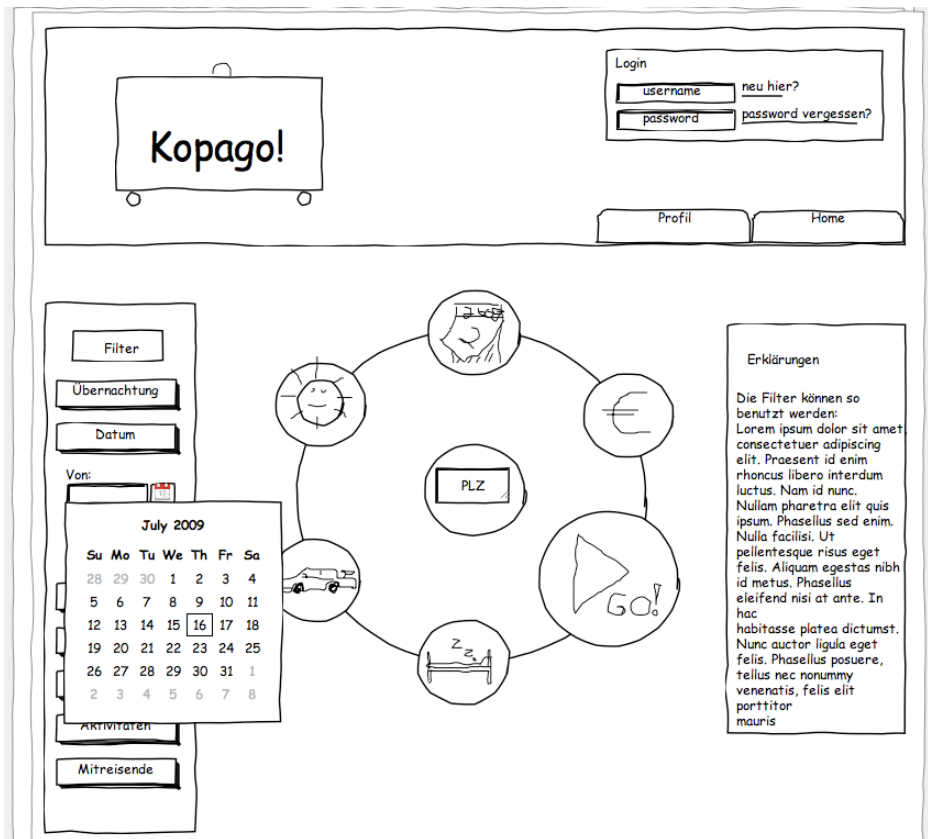 Kopago!
Login
username
neu hier?
password
password vergessen?
Profil
Home
Filter
Übernachtung
Datum
Von:
July 2009
Su Mo Tu We Th Fr Sa
28 29 30 1 2 3 4
5 6 7 8 9 10 11
12 13 14 15 16 17 18
19 20 21 22 23 24 25
26 27 28 29 30 31 1
2 3 4 5 6 7 8
Aktivitäten
Mitreisende
€
PLZ
GO!
z z
Erklärungen
Die Filter können so
benutzt werden:
Lorem ipsum dolor sit amet,
consectetuer adipiscing
elit. Praesent id enim
rhoncus libero interdum
luctus. Nam id nunc.
Nullam pharetra elit quis
ipsum. Phasellus sed enim.
Nulla facilisi. Ut
pellentesque risus eget
felis. Aliquam egestas nibh
id metus. Phasellus
eleifend nisi at ante. In
hac
habitasse platea dictumst.
Nunc auctor ligula eget
felis. Phasellus posuere,
tellus nec nonummy
venenatis, felis elit
porttitor
mauris